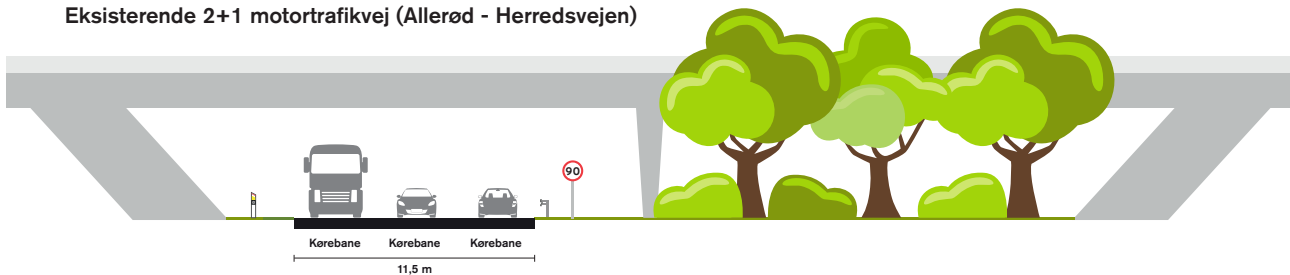 Eksisterende 2+1 motortrafikvej (Allerød - Herredsvejen)
90
Kørebane Kørebane Kørebane
11,5 m